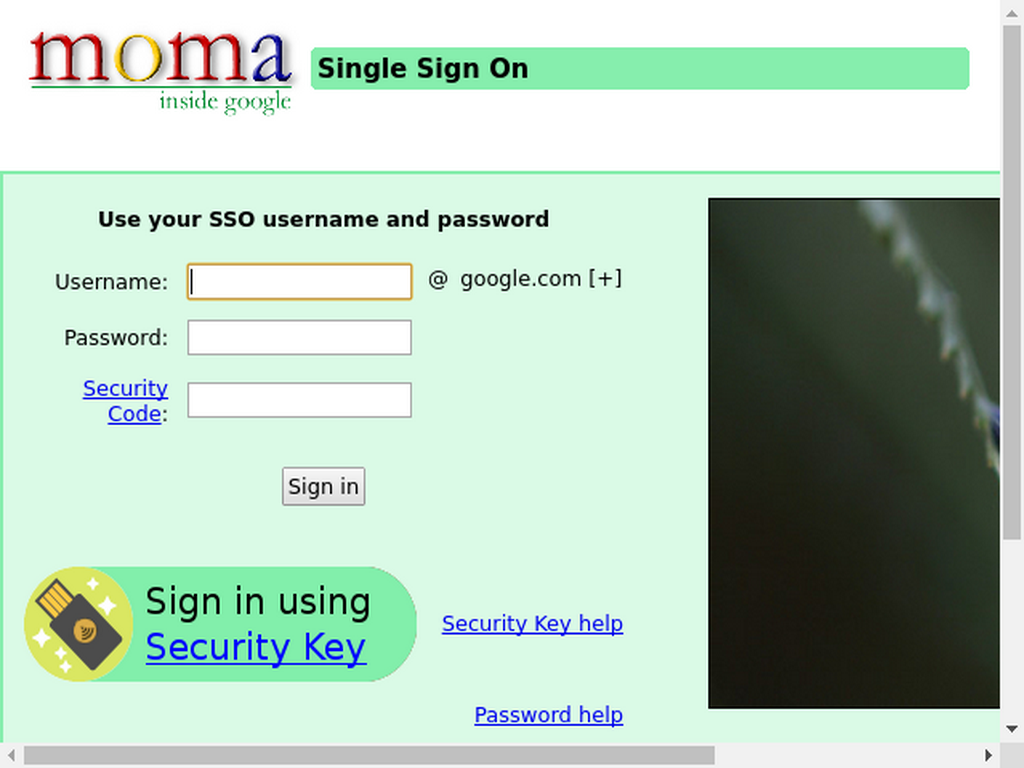 moma
inside google
Single Sign On
Use your SSO username and password
Username:
@ google.com [+]
Password:
Security
Code:
Sign in
Sign in using
Security Key
Security Key help
Password help